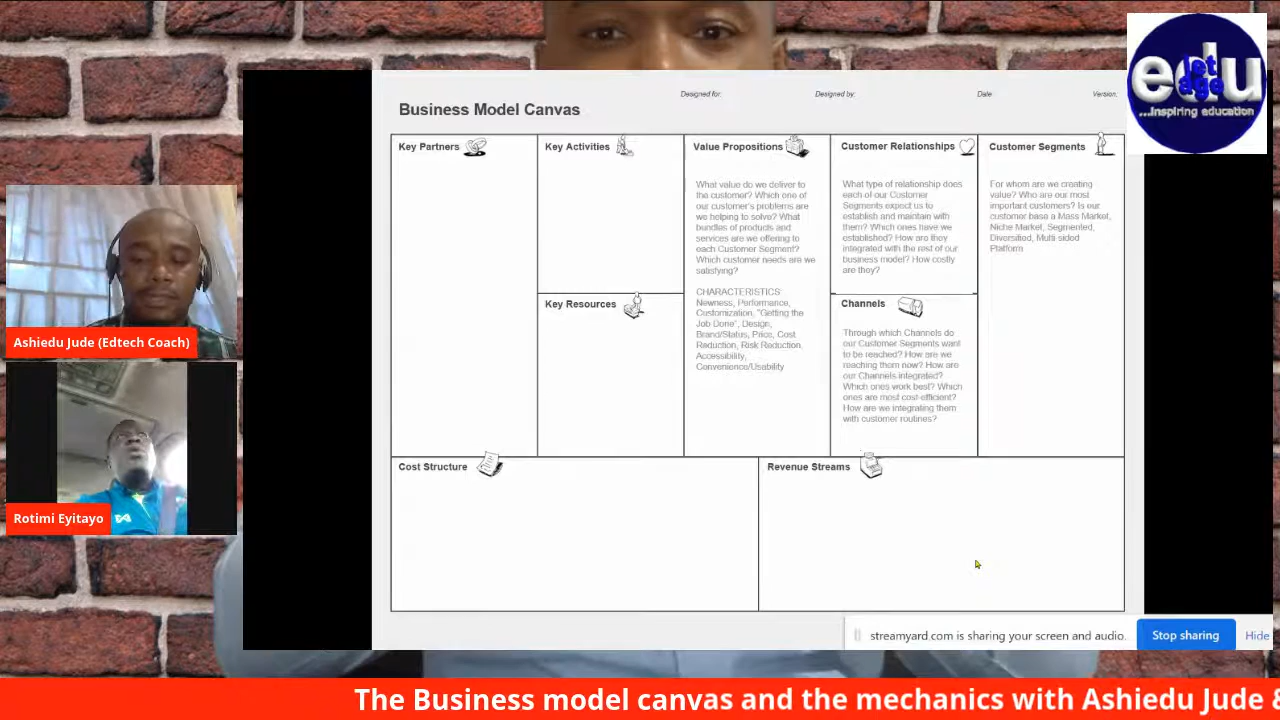 edu
let
age
...inspiring education
Designed for:
Designed by:
Date
Version:
Business Model Canvas
Key Partners
Key Activities
Key Resources
Value Propositions
What value do we deliver to
the customer? Which one of
our customer's problems are
we helping to solve? What
bundles of products and
services are we offering to
each Customer Segment?
Which customer needs are we
satisfying?
CHARACTERISTICS:
Newness, Performance,
Customization, "Getting the
Job Done", Design,
Brand/Status, Price, Cost
Reduction, Risk Reduction,
Accessibility,
Convenience/Usability
Customer Relationships
What type of relationship does
each of our Customer
Segments expect us to
establish and maintain with
them? Which ones have we
established? How are they
integrated with the rest of our
business model? How costly
are they?
Channels
Through which Channels do
our Customer Segments want
to be reached? How are we
reaching them now? How are
our Channels integrated?
Which ones work best? Which
ones are most cost-efficient?
How are we integrating them
with customer routines?
Customer Segments
For whom are we creating
value? Who are our most
important customers? Is our
customer base a Mass Market,
Niche Market, Segmented,
Diversified, Multi-sided
Platform
Cost Structure
Revenue Streams
Ashiedu Jude (Edtech Coach)
Rotimi Eyitayo
streamyard.com is sharing your screen and audio.
Stop sharing
Hide
The Business model canvas and the mechanics with Ashiedu Jude &